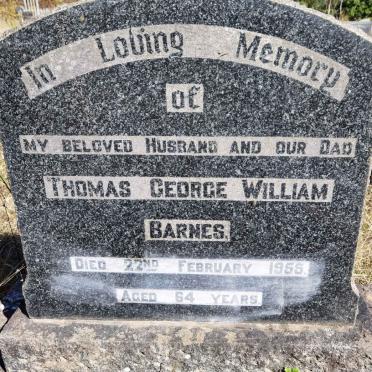 In Loving Memory
of
MY BELOVED HUSBAND AND OUR DAD
THOMAS GEORGE WILLIAM
BARNES.
DIED 22ND FEBRUARY 1955.
AGED 64 YEARS.